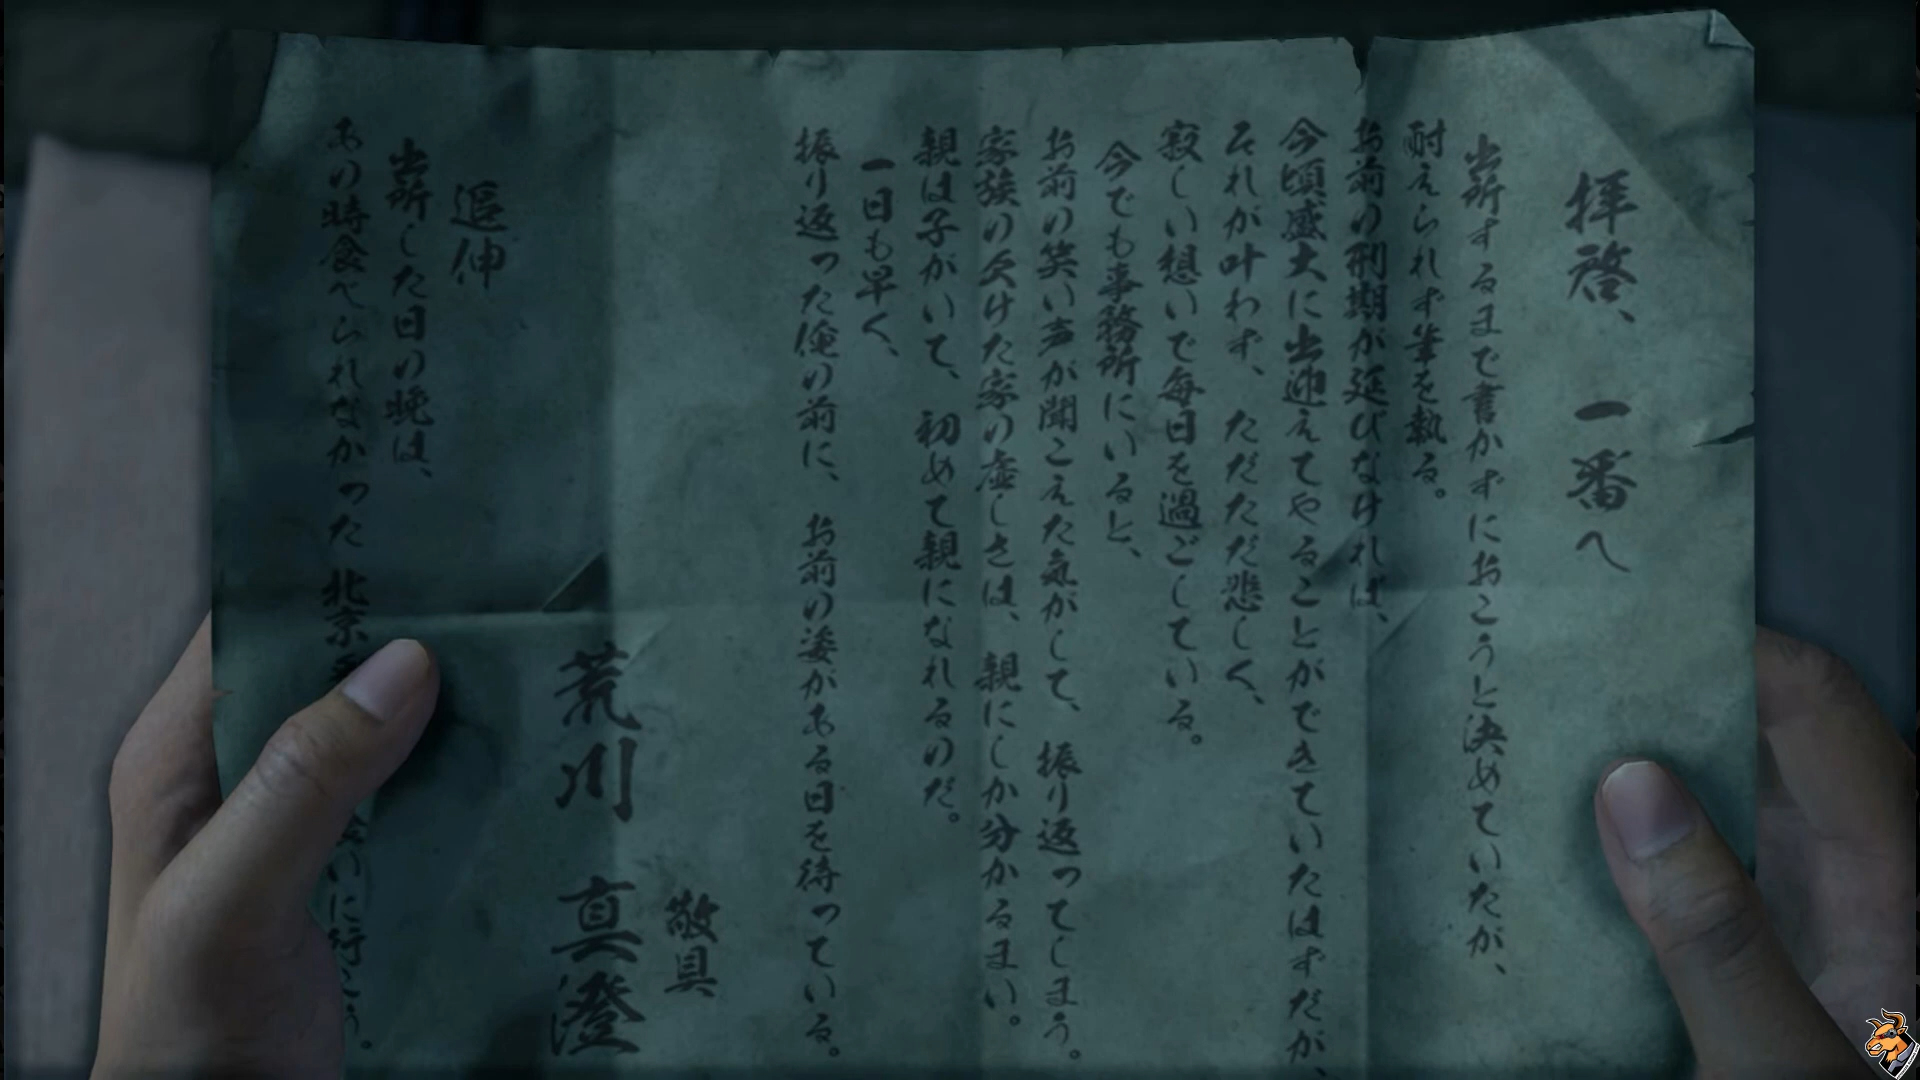 拝啓、一番へ
出所するまで書かずにおこうと決めていたが、
耐えられず筆を執る。
お前の刑期が延びなければ、
今頃盛大に出迎えてやることができていたはずだが、
それが叶わず、ただただ悲しく、
寂しい想いで毎日を過ごしている。
今でも事務所にいると、
お前の笑い声が聞こえた気がして、振り返ってしまう。
家族の欠けた家の虚しさは、親にしか分かるまい。
親は子がいて、初めて親になれるのだ。
一日も早く、
振り返った俺の前に、お前の姿がある日を待っている。
敬具
荒川 真澄
追伸
出所した日の晩は、
あの時食べられなかった北京 食いに行こう。